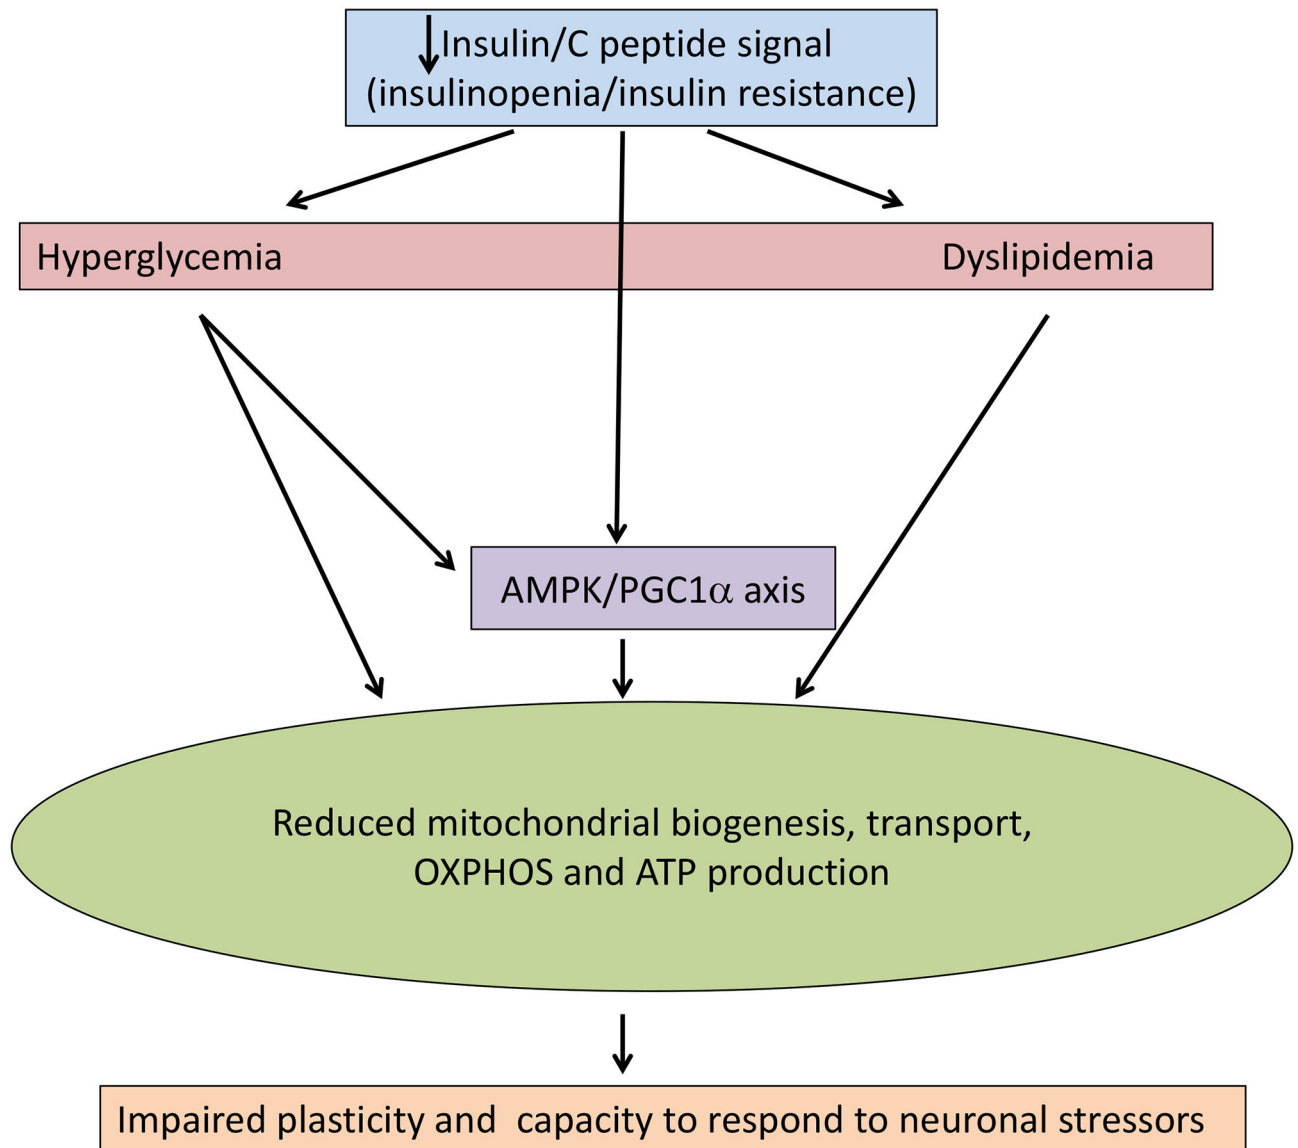 Insulin/C peptide signal
(insulinopenia/insulin resistance)
Hyperglycemia
Dyslipidemia
AMPK/PGC1α axis
Reduced mitochondrial biogenesis, transport,
OXPHOS and ATP production
Impaired plasticity and  capacity to respond to neuronal stressors